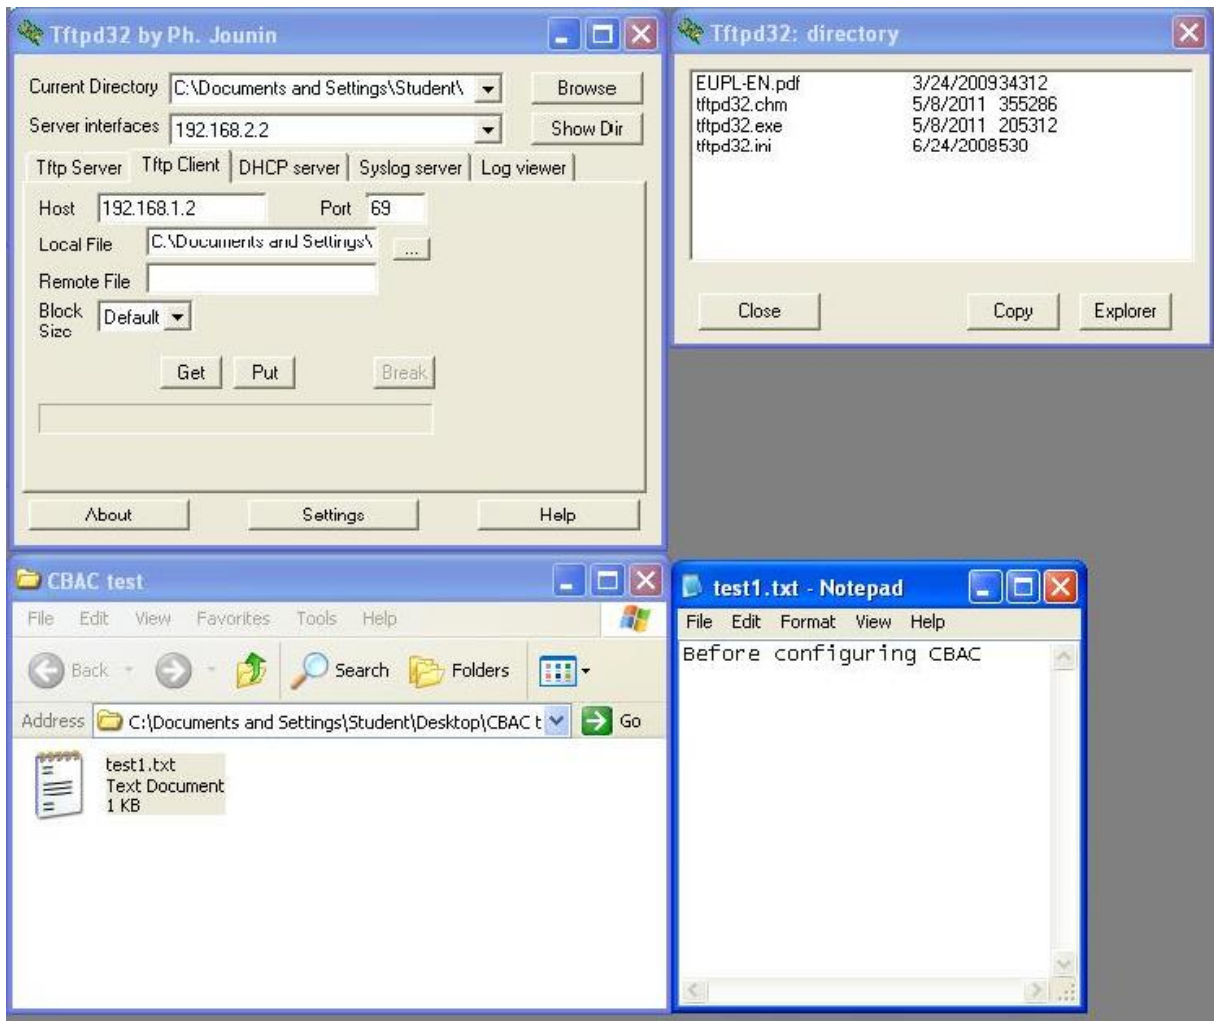 Tftpd32 by Ph. Jounin
Current Directory C:\Documents and Settings\Student\ Browse
Server interfaces 192.168.2.2 Show Dir
Tftp Server Tftp Client DHCP server Syslog server Log viewer
Host 192.168.1.2 Port 69
Local File C:\Documents and Settings\ ...
Remote File
Block
Size Default
Get Put Break
About Settings Help
Tftpd32: directory
EUPL-EN.pdf 3/24/200934312
tftpd32.chm 5/8/2011 355286
tftpd32.exe 5/8/2011 205312
tftpd32.ini 6/24/2008530
Close Copy Explorer
CBAC test
File Edit View Favorites Tools Help
Back Search Folders
Address C:\Documents and Settings\Student\Desktop\CBAC t Go
test1.txt
Text Document
1 KB
test1.txt - Notepad
File Edit Format View Help
Before configuring CBAC